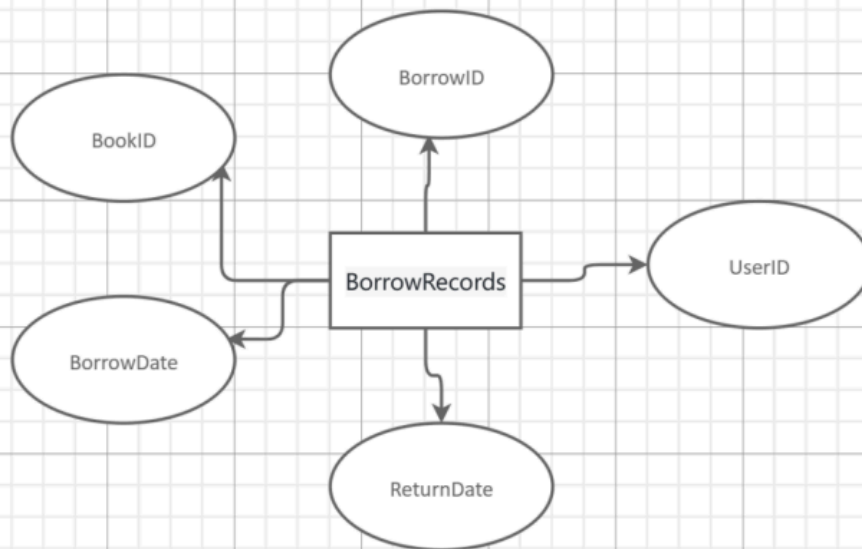 BorrowID
BookID
UserID
BorrowRecords
BorrowDate
ReturnDate